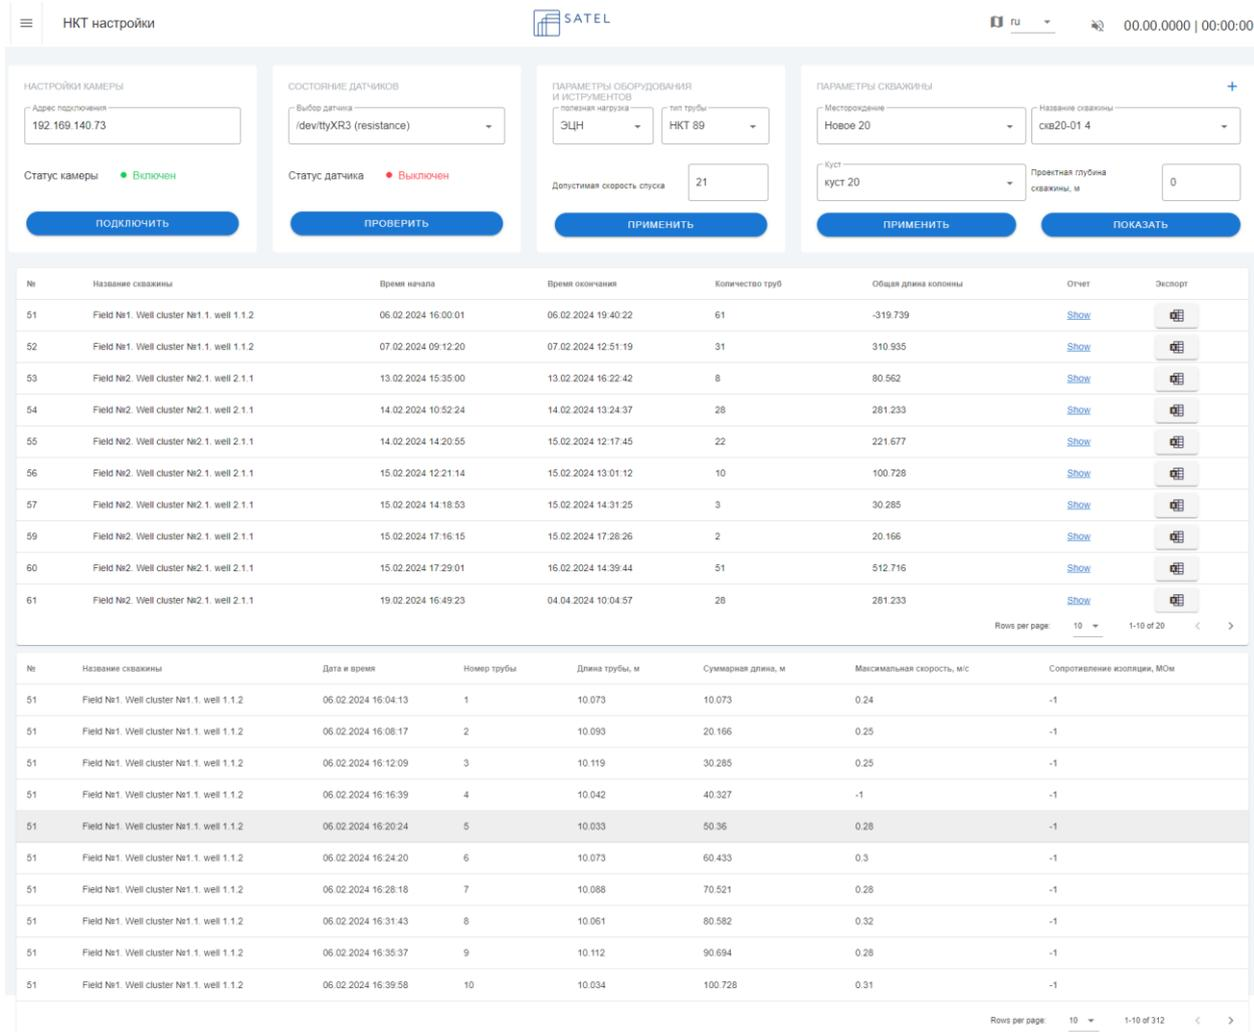 НКТ настройки
SATEL
ru
00.00.0000 | 00:00:00
НАСТРОЙКИ КАМЕРЫ
Адрес подключения
192.169.140.73
Статус камеры Включен
ПОДКЛЮЧИТЬ
СОСТОЯНИЕ ДАТЧИКОВ
Выбор датчика
/dev/ttyXR3 (resistance)
Статус датчика Выключен
ПРОВЕРИТЬ
ПАРАМЕТРЫ ОБОРУДОВАНИЯ
И ИСТРУМЕНТОВ
полезная нагрузка тип трубы
ЭЦН НКТ 89
Допустимая скорость спуска 21
ПРИМЕНИТЬ
ПАРАМЕТРЫ СКВАЖИНЫ +
Месторождение Название скважины
Новое 20 скв20-01 4
Куст
куст 20
Проектная глубина
скважины, м
0
ПРИМЕНИТЬ ПОКАЗАТЬ
№ Название скважины Время начала Время окончания Количество труб Общая длина колонны Отчет Экспорт
51 Field №1. Well cluster №1.1. well 1.1.2 06.02.2024 16:00:01 06.02.2024 19:40:22 61 -319.739 Show
52 Field №1. Well cluster №1.1. well 1.1.2 07.02.2024 09:12:20 07.02.2024 12:51:19 31 310.935 Show
53 Field №2. Well cluster №2.1. well 2.1.1 13.02.2024 15:35:00 13.02.2024 16:22:42 8 80.562 Show
54 Field №2. Well cluster №2.1. well 2.1.1 14.02.2024 10:52:24 14.02.2024 13:24:37 28 281.233 Show
55 Field №2. Well cluster №2.1. well 2.1.1 14.02.2024 14:20:55 15.02.2024 12:17:45 22 221.677 Show
56 Field №2. Well cluster №2.1. well 2.1.1 15.02.2024 12:21:14 15.02.2024 13:01:12 10 100.728 Show
57 Field №2. Well cluster №2.1. well 2.1.1 15.02.2024 14:18:53 15.02.2024 14:31:25 3 30.285 Show
59 Field №2. Well cluster №2.1. well 2.1.1 15.02.2024 17:16:15 15.02.2024 17:28:26 2 20.166 Show
60 Field №2. Well cluster №2.1. well 2.1.1 15.02.2024 17:29:01 16.02.2024 14:39:44 51 512.716 Show
61 Field №2. Well cluster №2.1. well 2.1.1 19.02.2024 16:49:23 04.04.2024 10:04:57 28 281.233 Show
Rows per page: 10 1-10 of 20
№ Название скважины Дата и время Номер трубы Длина трубы, м Суммарная длина, м Максимальная скорость, м/с Сопротивление изоляции, МОм
51 Field №1. Well cluster №1.1. well 1.1.2 06.02.2024 16:04:13 1 10.073 10.073 0.24 -1
51 Field №1. Well cluster №1.1. well 1.1.2 06.02.2024 16:08:17 2 10.093 20.166 0.25 -1
51 Field №1. Well cluster №1.1. well 1.1.2 06.02.2024 16:12:09 3 10.119 30.285 0.25 -1
51 Field №1. Well cluster №1.1. well 1.1.2 06.02.2024 16:16:39 4 10.042 40.327 -1 -1
51 Field №1. Well cluster №1.1. well 1.1.2 06.02.2024 16:20:24 5 10.033 50.36 0.28 -1
51 Field №1. Well cluster №1.1. well 1.1.2 06.02.2024 16:24:20 6 10.073 60.433 0.3 -1
51 Field №1. Well cluster №1.1. well 1.1.2 06.02.2024 16:28:18 7 10.088 70.521 0.28 -1
51 Field №1. Well cluster №1.1. well 1.1.2 06.02.2024 16:31:43 8 10.061 80.582 0.32 -1
51 Field №1. Well cluster №1.1. well 1.1.2 06.02.2024 16:35:37 9 10.112 90.694 0.28 -1
51 Field №1. Well cluster №1.1. well 1.1.2 06.02.2024 16:39:58 10 10.034 100.728 0.31 -1
Rows per page: 10 1-10 of 312